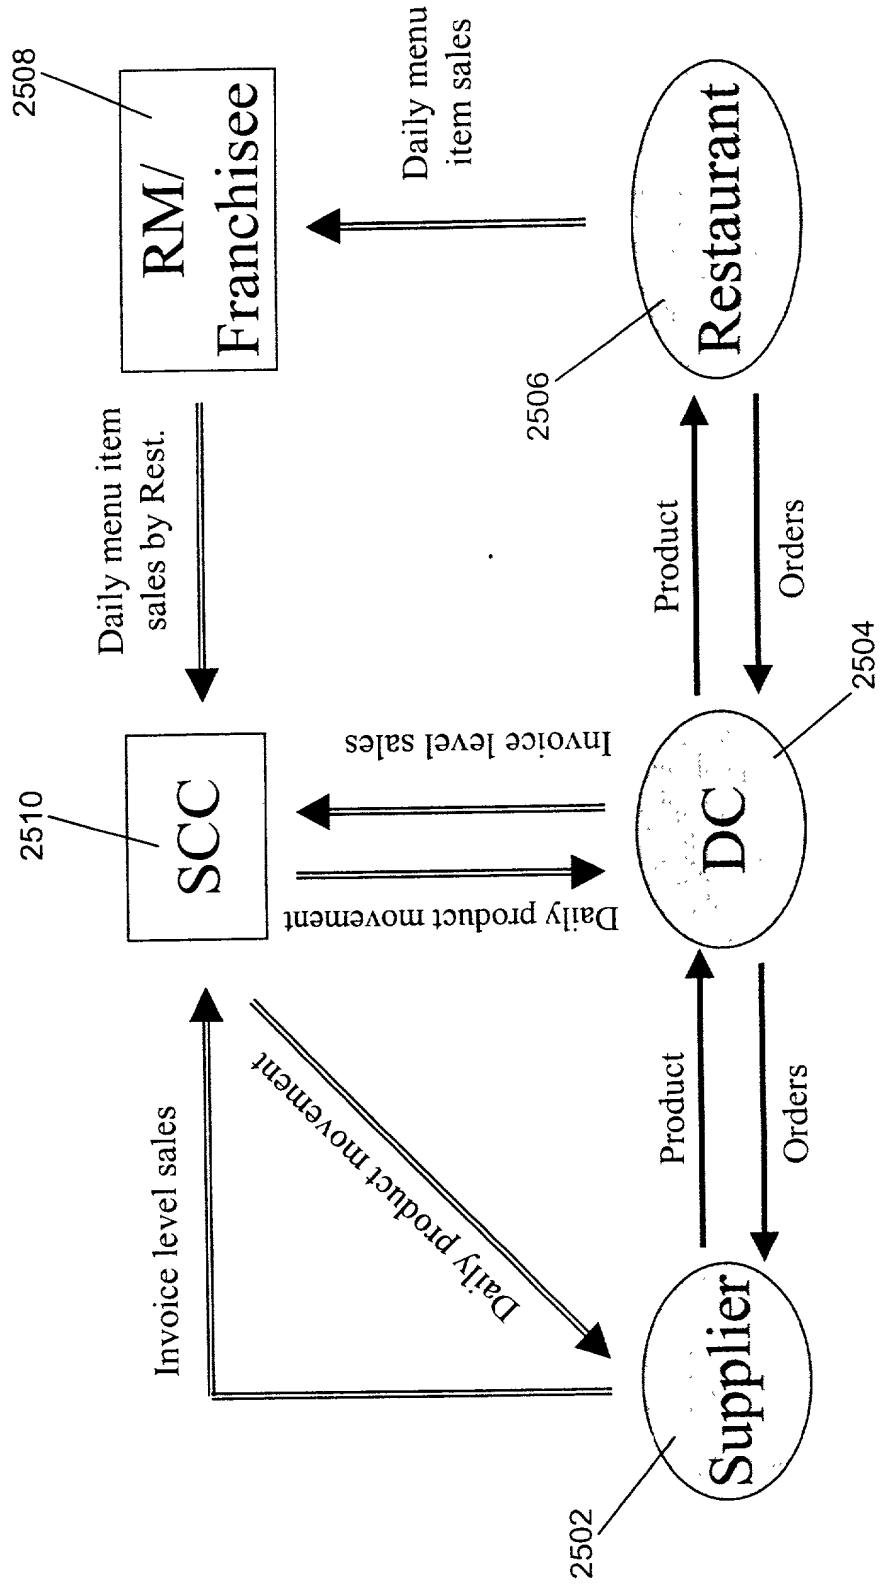 2510
2508
SCC
RM/
Franchisee
Invoice level sales
Daily menu item
sales by Rest.
Daily product movement
Daily product movement
Invoice level sales
Daily menu
item sales
2506
Supplier
Product
Orders
DC
Product
Orders
Restaurant
2502
2504